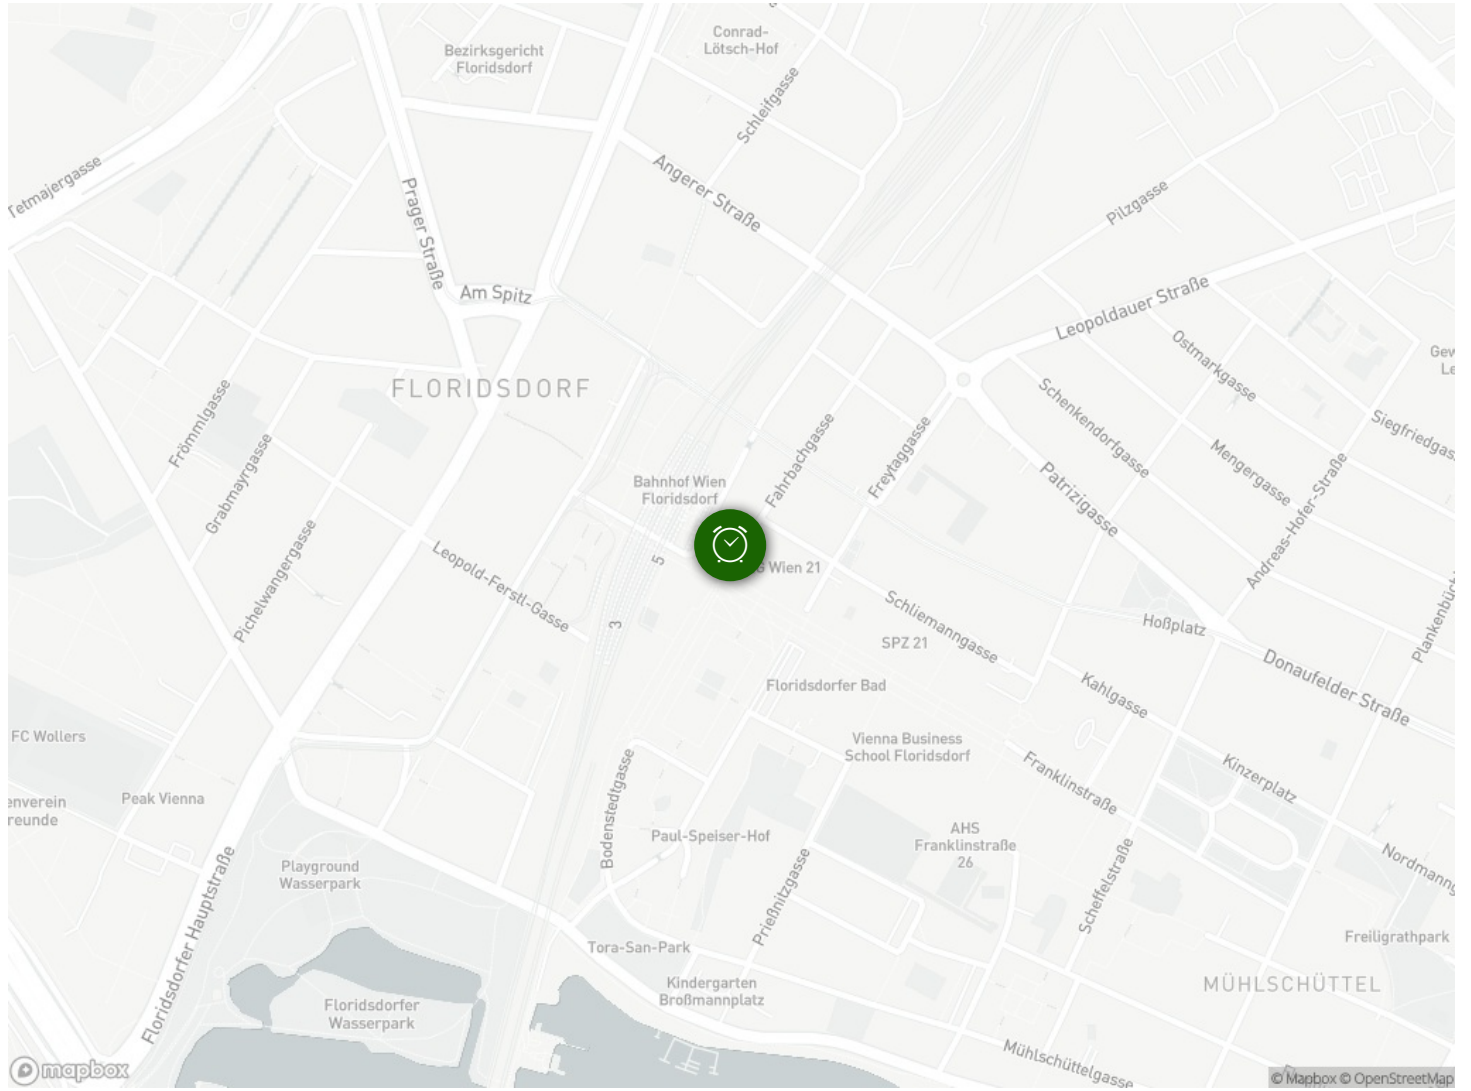 Conrad-
Lötsch-Hof
Bezirksgericht
Floridsdorf
Schleifgasse
Tetmajergasse
Angerer Straße
Prager Straße
Pilzgasse
Am Spitz
Leopoldauer Straße
Ostmarkgasse
FLORIDSDORF
Schenkendorfgasse
Frömmlgasse
Siegfriedgas
Grabmayrgasse
Fahrbachgasse
Freytaggasse
Mengergasse
Patrizigasse
Andreas-Hofer-Straße
Bahnhof Wien
Floridsdorf
Pichelwangergasse
Leopold-Ferstl-Gasse
5
3
Wien 21
Schliemanngasse
SPZ 21
Hoßplatz
Plankenbüc
Donaufelder Straße
Floridsdorfer Bad
Kahlgasse
FC Wollers
Vienna Business
School Floridsdorf
Kinzerplatz
Franklinstraße
Bodenstedtgasse
Peak Vienna
enverein
reunde
Paul-Speiser-Hof
AHS
Franklinstraße
26
Nordmanng
Playground
Wasserpark
Scheffelstraße
Prießnitzgasse
Floridsdorfer Hauptstraße
Tora-San-Park
Freiligrathpark
Kindergarten
Broßmannplatz
MÜHLSCHÜTTEL
Floridsdorfer
Wasserpark
Mühlschüttelgasse
mapbox
© Mapbox © OpenStreetMap